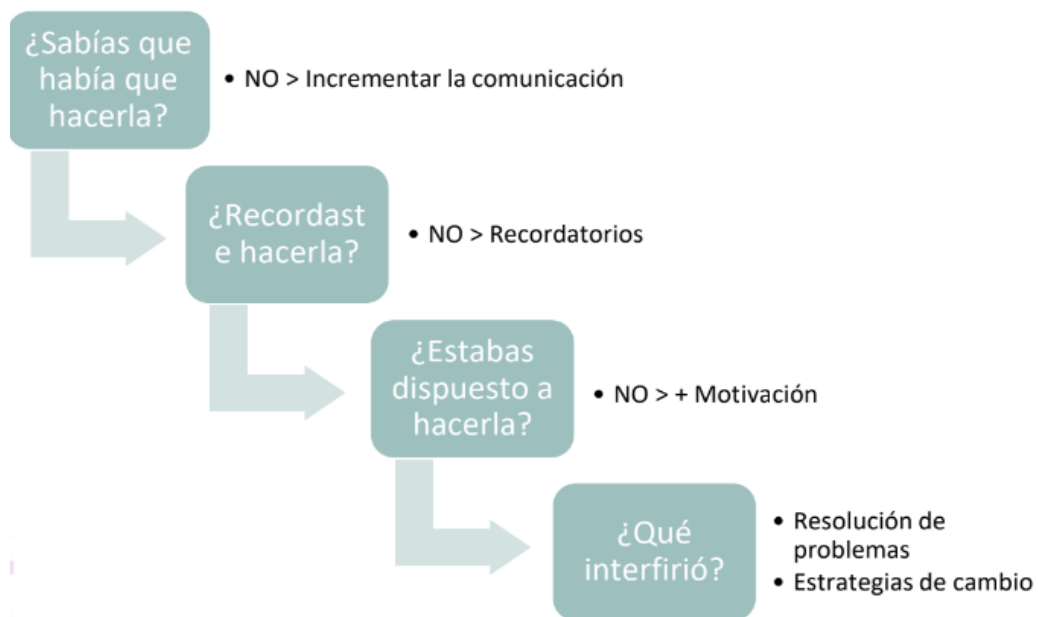 ¿Sabías que
había que
hacerla?
• NO > Incrementar la comunicación
¿Recordast
e hacerla?
• NO > Recordatorios
¿Estabas
dispuesto a
hacerla?
• NO > + Motivación
¿Qué
interfirió?
• Resolución de
problemas
• Estrategias de cambio